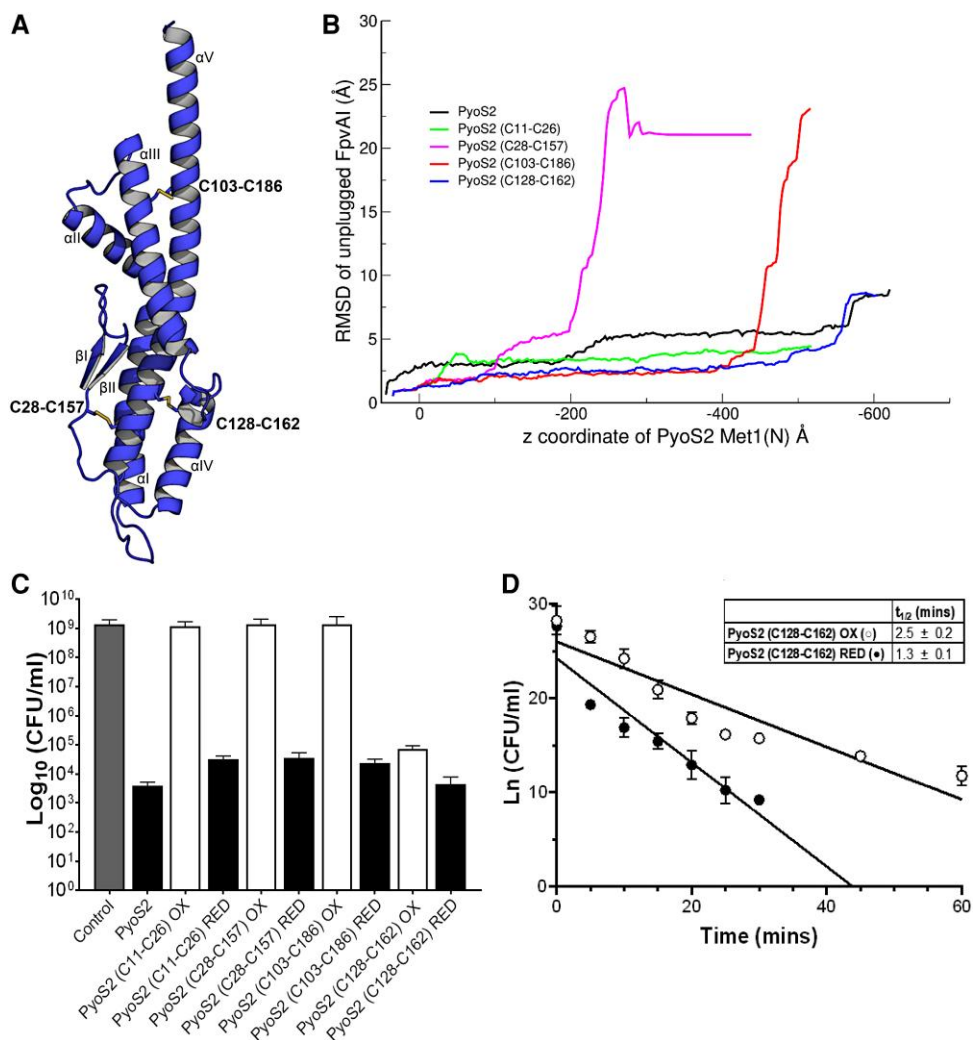 A
αV
αIII
C103-C186
αII
βI
βII
C28-C157
C128-C162
αI
αIV
B
RMSD of unplugged FpvAI (Å)
30
25
20
15
10
5
0
PyoS2
PyoS2 (C11-C26)
PyoS2 (C28-C157)
PyoS2 (C103-C186)
PyoS2 (C128-C162)
0 -200 -400 -600
z coordinate of PyoS2 Met1(N) Å
C
Log10 (CFU/ml)
10^10
10^9
10^8
10^7
10^6
10^5
10^4
10^3
10^2
10^1
10^0
Control
PyoS2
PyoS2 (C11-C26) OX
PyoS2 (C11-C26) RED
PyoS2 (C28-C157) OX
PyoS2 (C28-C157) RED
PyoS2 (C103-C186) OX
PyoS2 (C103-C186) RED
PyoS2 (C128-C162) OX
PyoS2 (C128-C162) RED
D
Ln (CFU/ml)
30
20
10
0
t1/2 (mins)
PyoS2 (C128-C162) OX (○) 2.5 ± 0.2
PyoS2 (C128-C162) RED (●) 1.3 ± 0.1
0 20 40 60
Time (mins)